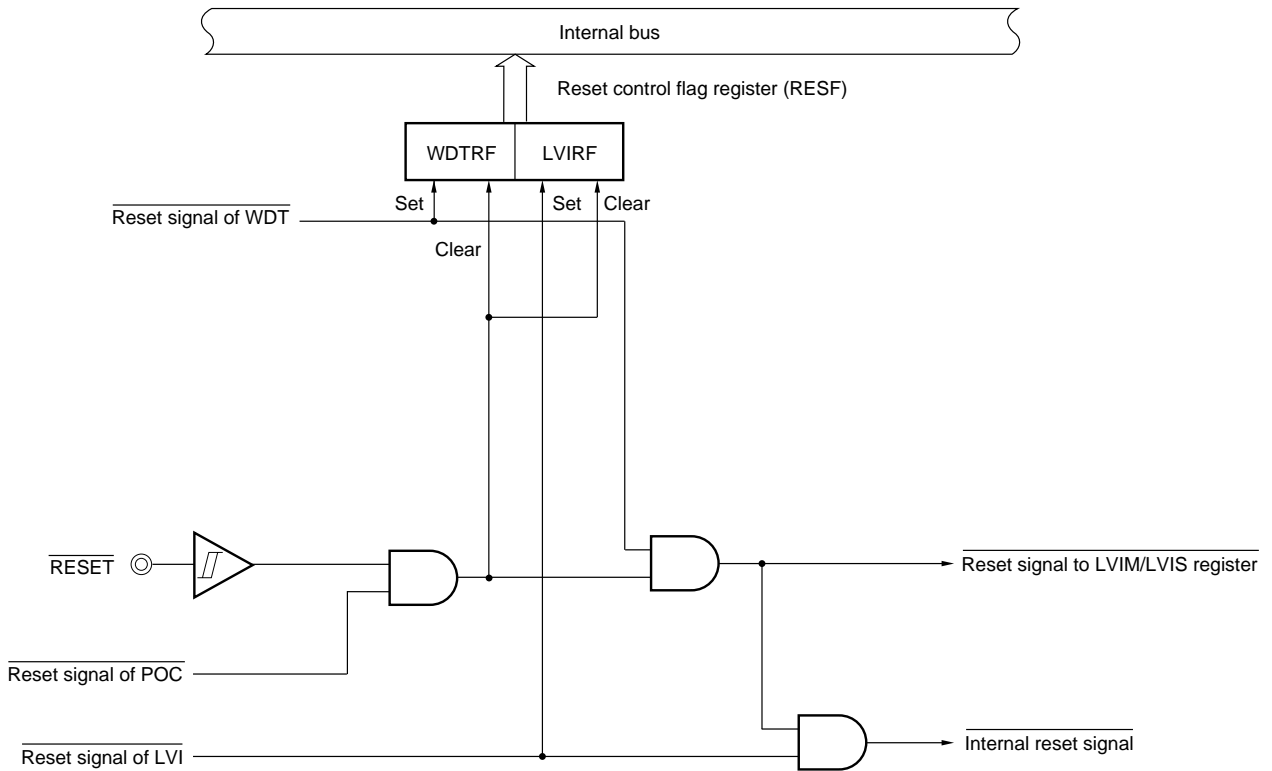 Internal bus
Reset control flag register (RESF)
WDTRF
LVIRF
Set
Set
Clear
Reset signal of WDT
Clear
RESET
Reset signal to LVIM/LVIS register
Reset signal of POC
Internal reset signal
Reset signal of LVI